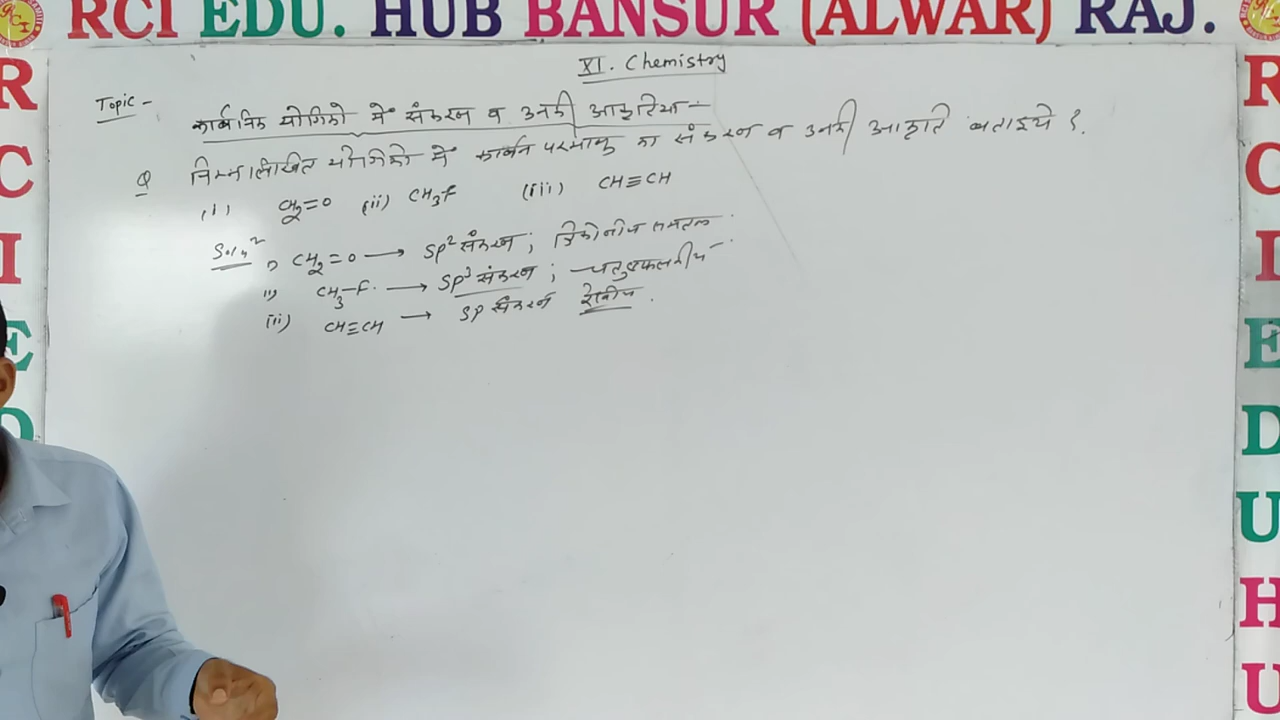 RCI EDU. HUB BANSUR (ALWAR) RAJ.
XI. Chemistry
Topic -
कार्बनिक यौगिको में संकरण व उनकी आकृतिया -
Q निम्नलिखित यौगिको में कार्बन परमाणु का संकरण व उनकी आकृति बताइये ?
(i) CH₂=O (ii) CH₃F (iii) CH≡CH
Solnⁿ
i) CH₂=O → SP² संकरण ; त्रिकोणीय समतल.
ii) CH₃-F. → SP³ संकरण ; चतुष्फलकीय
(iii) CH≡CH → SP संकरण रेखीय.
R
C
I
E
D
R
C
I
E
D
U
H
U